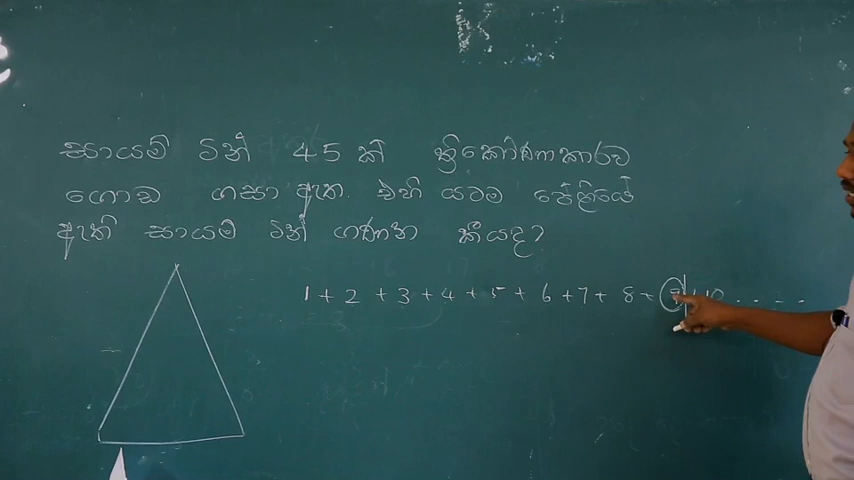 සායම් ටින් 45 ක් ත්‍රිකෝණාකාරව
ගොඩ ගසා ඇත. එහි යටම පේළියේ
ඇති සායම් ටින් ගණන කීයද?
1 + 2 + 3 + 4 + 5 + 6 + 7 + 8 + 9 + 10 .....